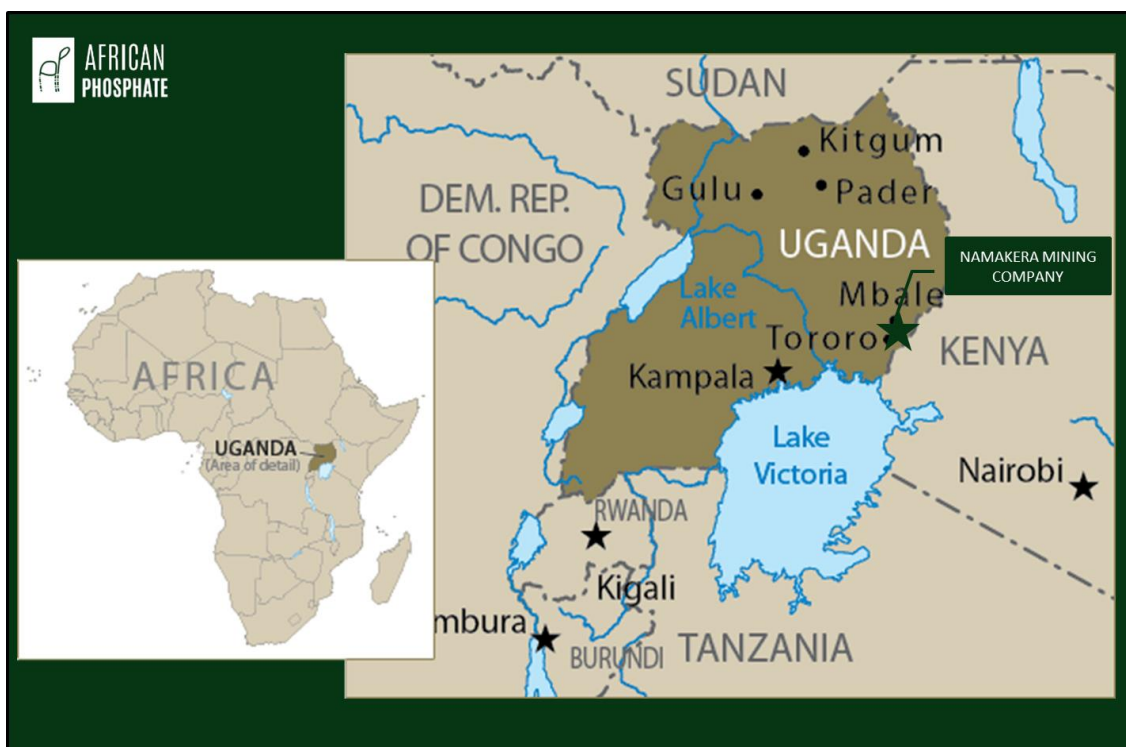 AFRICAN
PHOSPHATE
SUDAN
Kitgum
Gulu
Pader
DEM. REP.
OF CONGO
UGANDA
NAMAKERA MINING
COMPANY
Lake
Albert
Mbale
Tororo
KENYA
Kampala
Lake
Victoria
Nairobi
RWANDA
Kigali
mbura
BURUNDI
TANZANIA
AFRICA
UGANDA
(Area of detail)